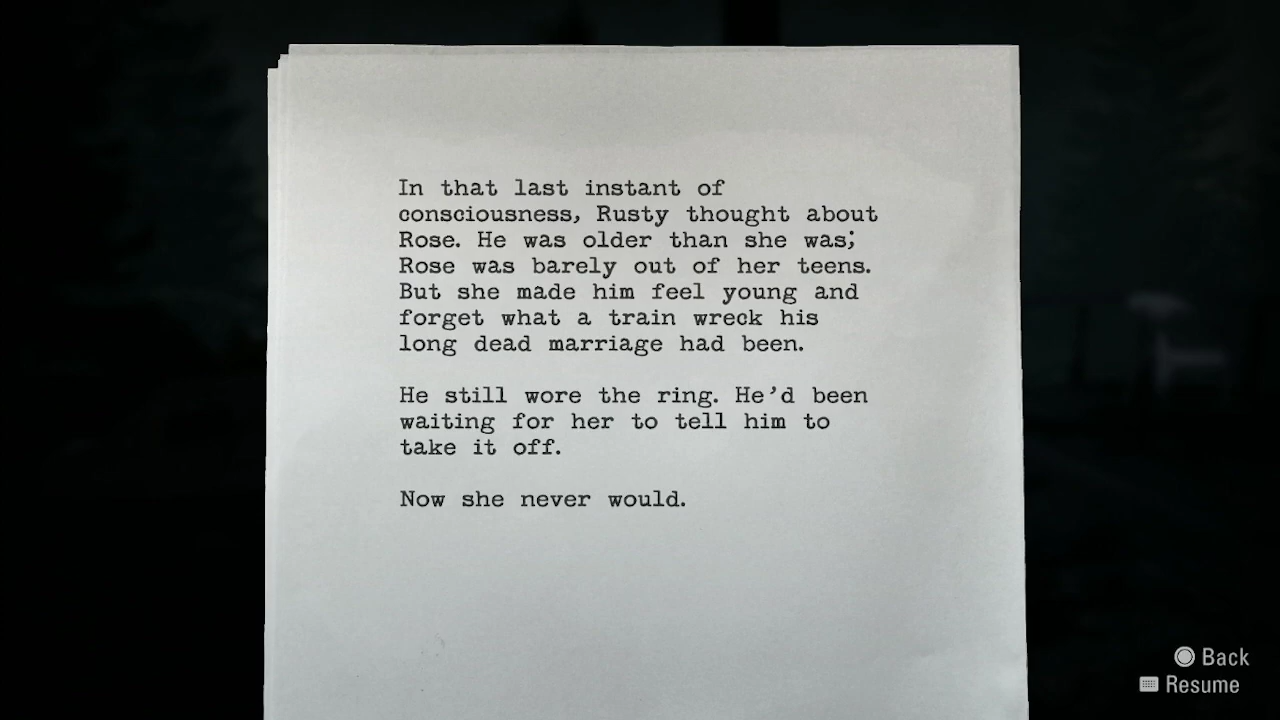 In that last instant of
consciousness, Rusty thought about
Rose. He was older than she was;
Rose was barely out of her teens.
But she made him feel young and
forget what a train wreck his
long dead marriage had been.
He still wore the ring. He'd been
waiting for her to tell him to
take it off.
Now she never would.
Back
Resume